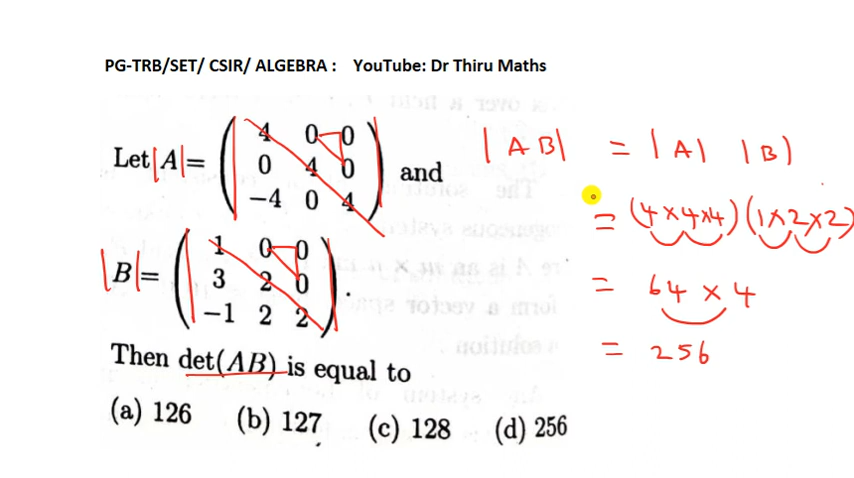 PG-TRB/SET/ CSIR/ ALGEBRA : YouTube: Dr Thiru Maths
Let |A| = ( 4 0 0
0 4 0
−4 0 4 ) and
|B| = ( 1 0 0
3 2 0
−1 2 2 ) .
Then det(AB) is equal to
(a) 126 (b) 127 (c) 128 (d) 256
|AB| = |A| |B|
= (4×4×4) (1×2×2)
= 64 × 4
= 256